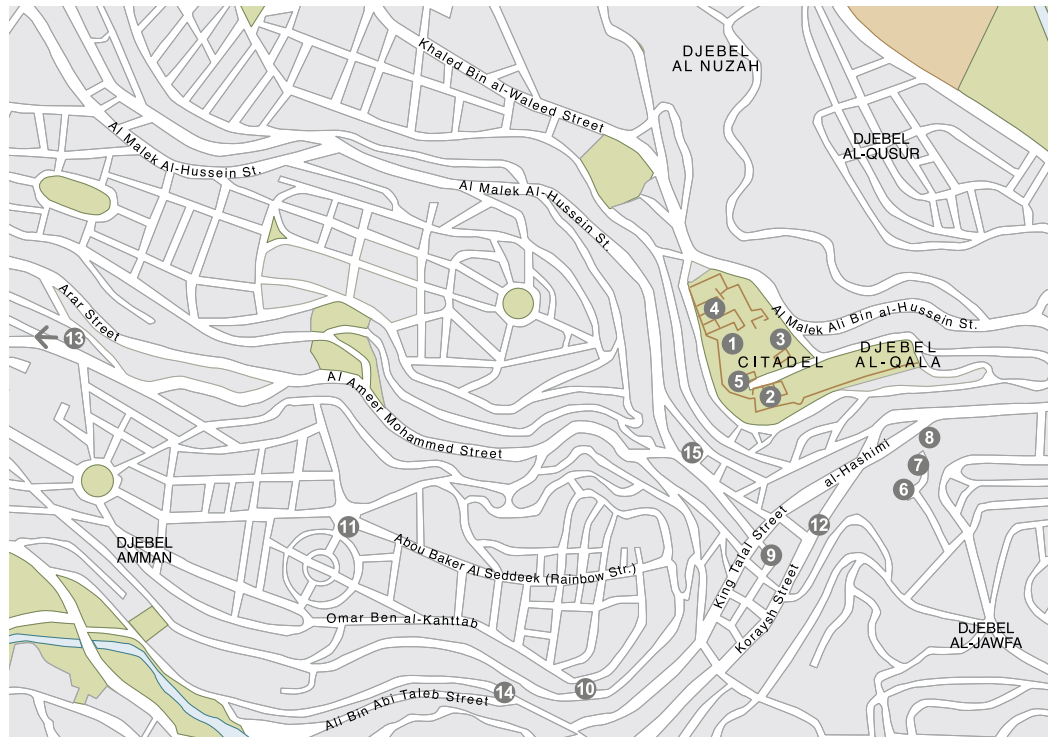 Khaled Bin al-Waleed Street
DJEBEL
AL NUZAH
DJEBEL
AL-QUSUR
Al Malek Al-Hussein St.
Al Malek Al-Hussein St.
Arar Street
13
4
1
3
Al Malek Ali Bin al-Hussein St.
CITADEL
DJEBEL
AL-QALA
5
2
Al Ameer Mohammed Street
15
al-Hashimi
8
7
6
11
12
9
King Talal Street
Koraysh Street
DJEBEL
AMMAN
Abou Baker Al Seddeek (Rainbow Str.)
Omar Ben al-Kahttab
DJEBEL
AL-JAWFA
14
10
Ali Bin Abi Taleb Street